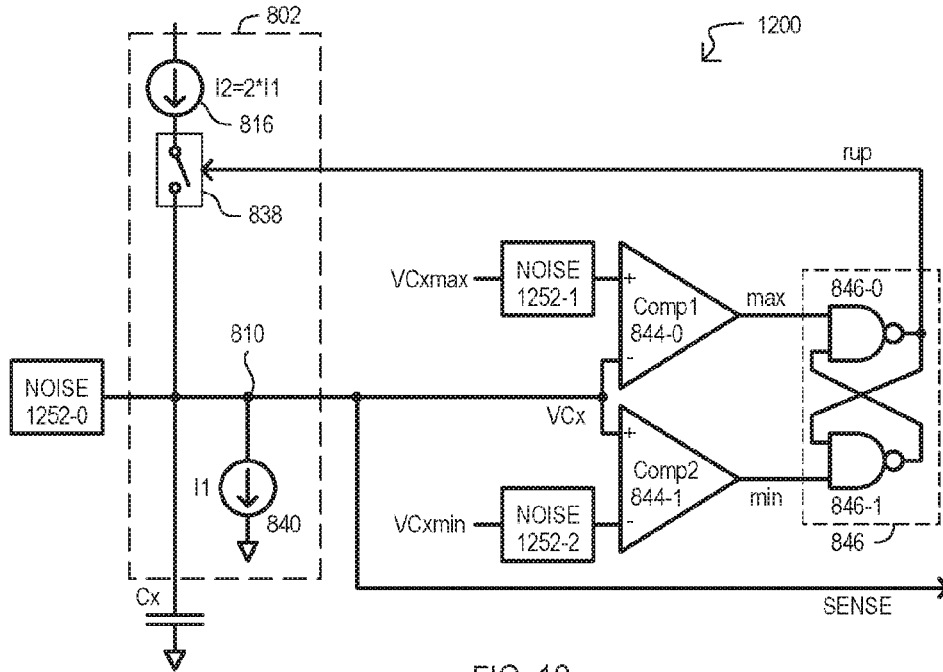 802
1200
I2=2*I1
816
rup
838
VCxmax
NOISE
1252-1
+
Comp1
844-0
-
max
846-0
810
NOISE
1252-0
VCx
I1
840
+
Comp2
844-1
-
min
846-1
846
VCxmin
NOISE
1252-2
Cx
SENSE